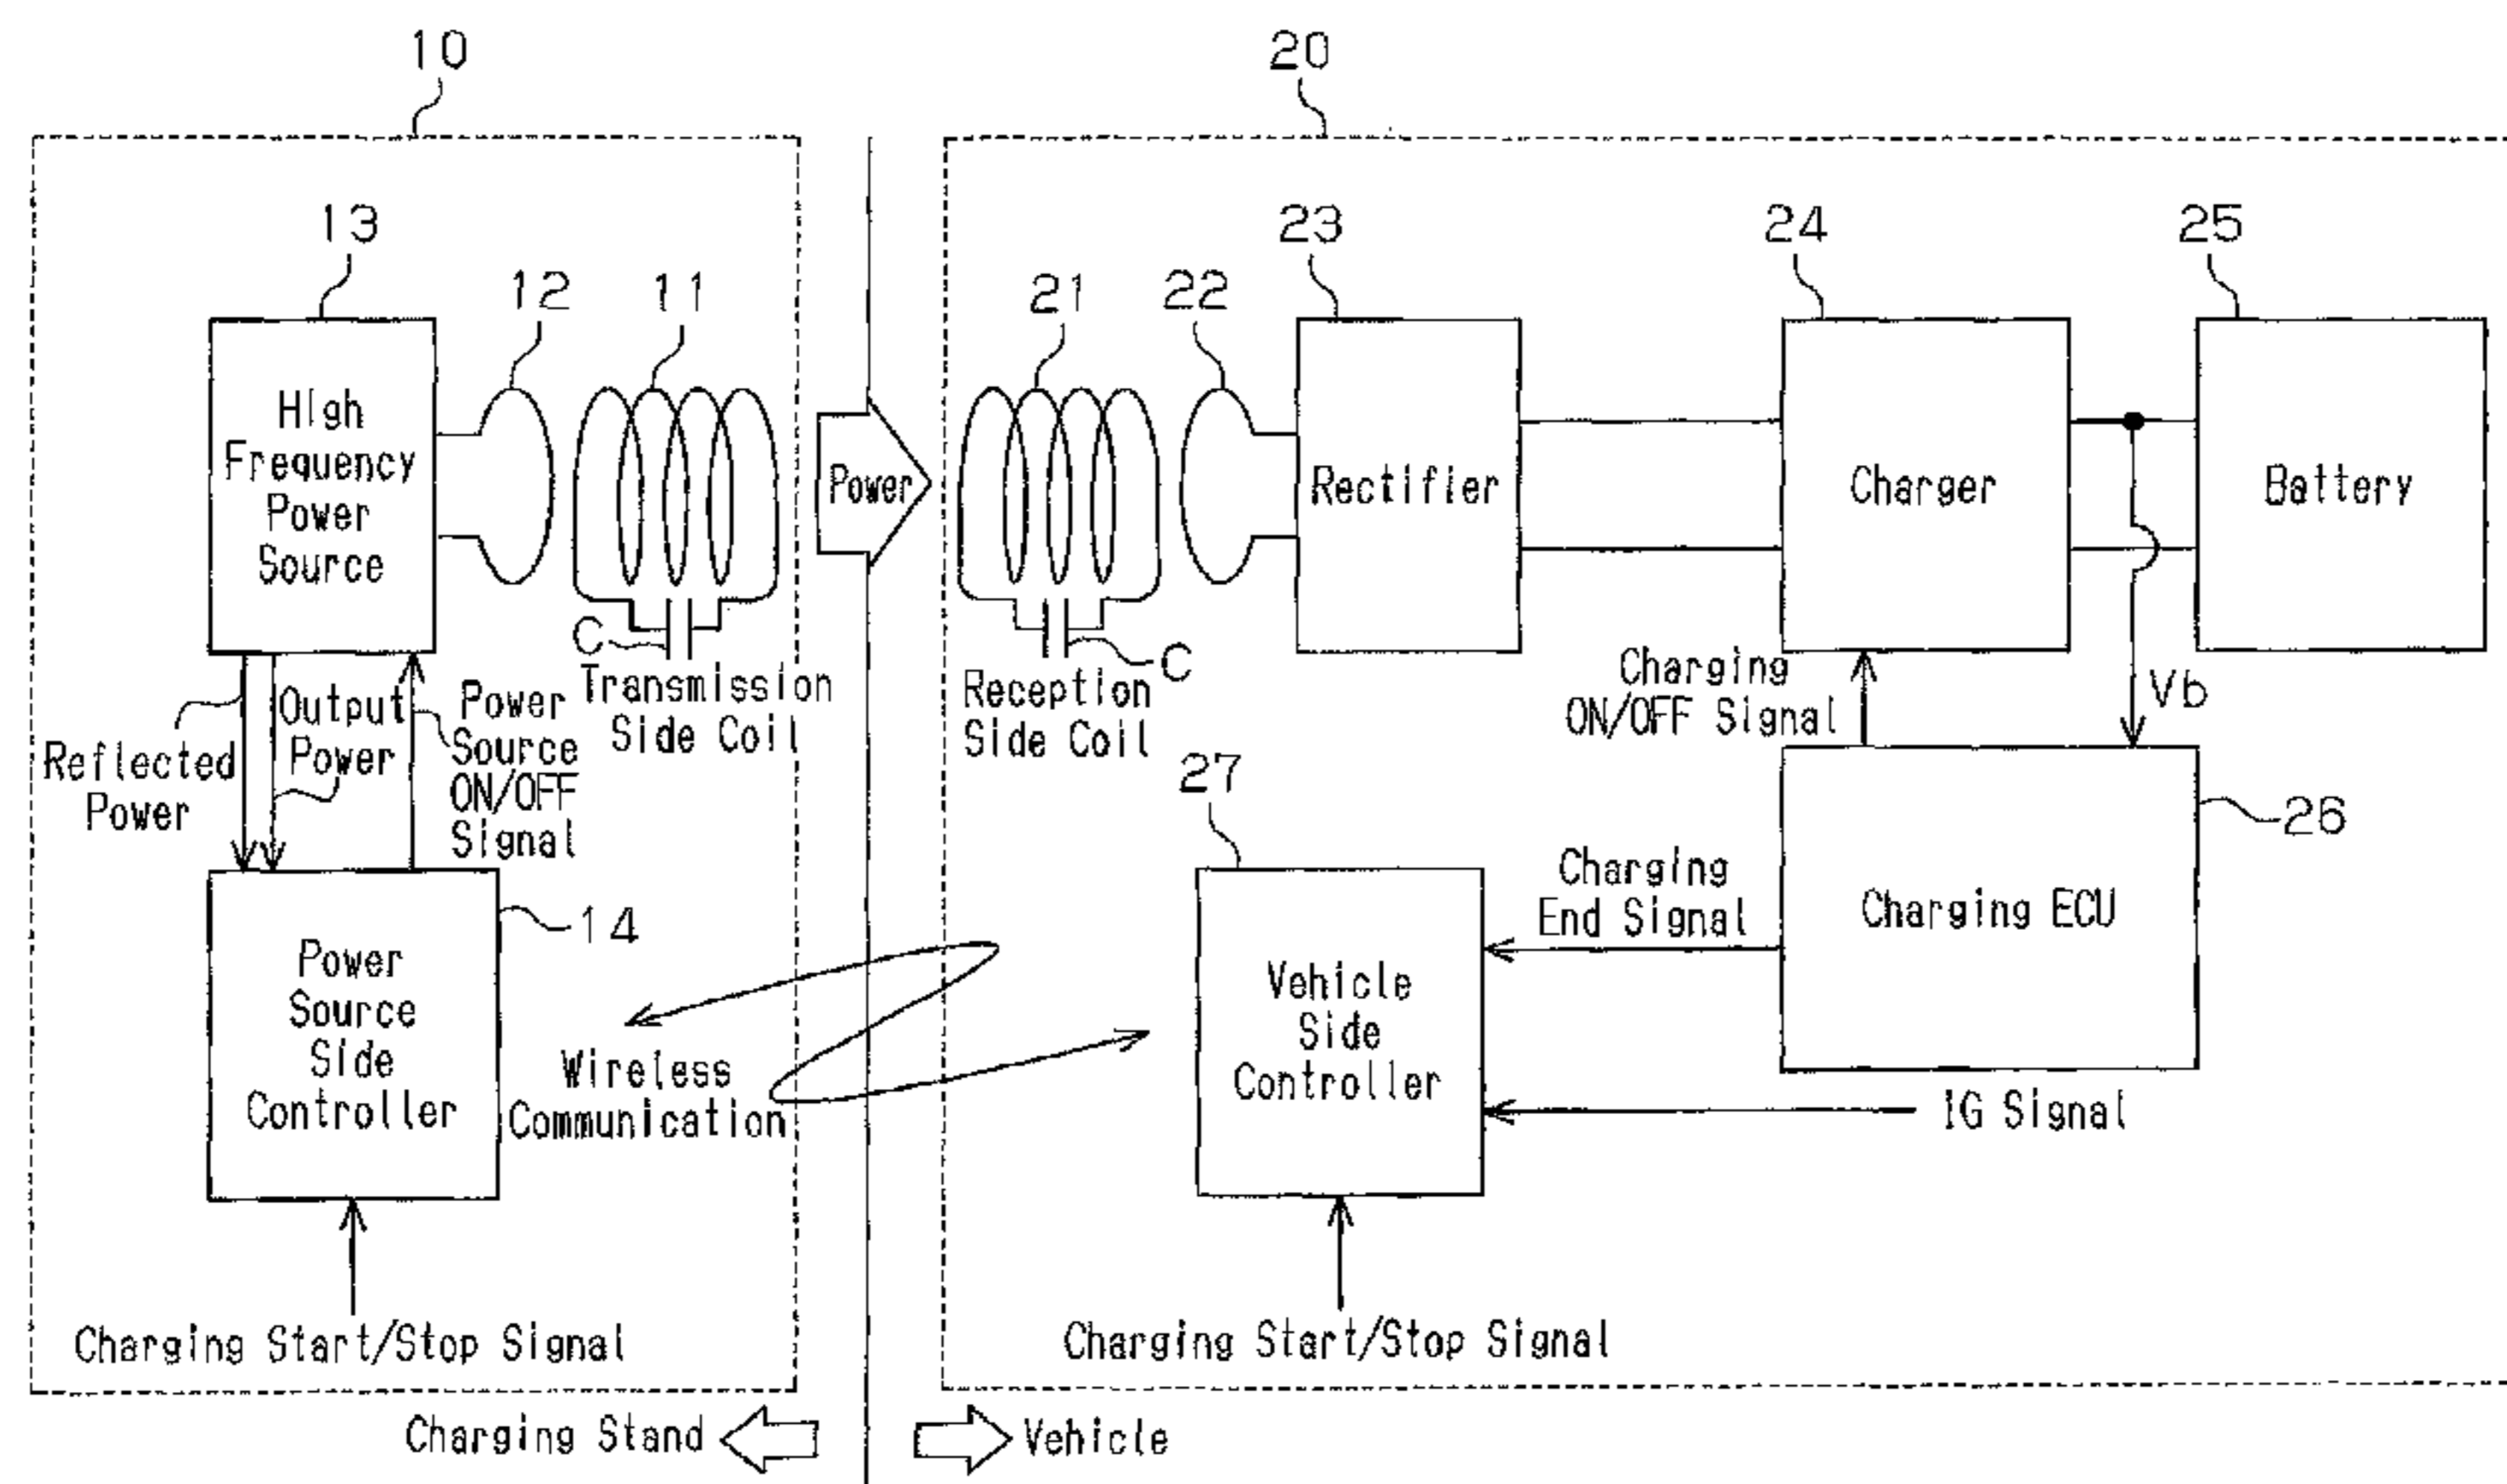 10
20
13
12
11
21
22
23
24
25
HIgh
Frequency
Power
Source
Power
Rectifier
Charger
Battery
C
C
Transmission
Side Coil
Reception
Side Coil
Reflected
Power
Output
Power
Power
Source
ON/OFF
Signal
Charging
ON/OFF Signal
Vb
27
26
14
Power
Source
Side
Controller
Wireless
Communication
Vehicle
Side
Controller
Charging
End Signal
Charging ECU
IG Signal
Charging Start/Stop Signal
Charging Start/Stop Signal
Charging Stand
Vehicle